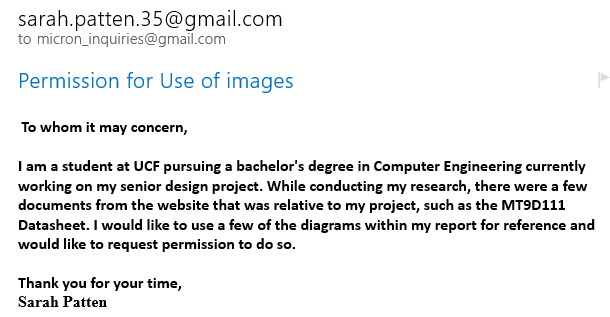 sarah.patten.35@gmail.com
to micron_inquiries@gmail.com
Permission for Use of images
To whom it may concern,
I am a student at UCF pursuing a bachelor's degree in Computer Engineering currently
working on my senior design project. While conducting my research, there were a few
documents from the website that was relative to my project, such as the MT9D111
Datasheet. I would like to use a few of the diagrams within my report for reference and
would like to request permission to do so.
Thank you for your time,
Sarah Patten